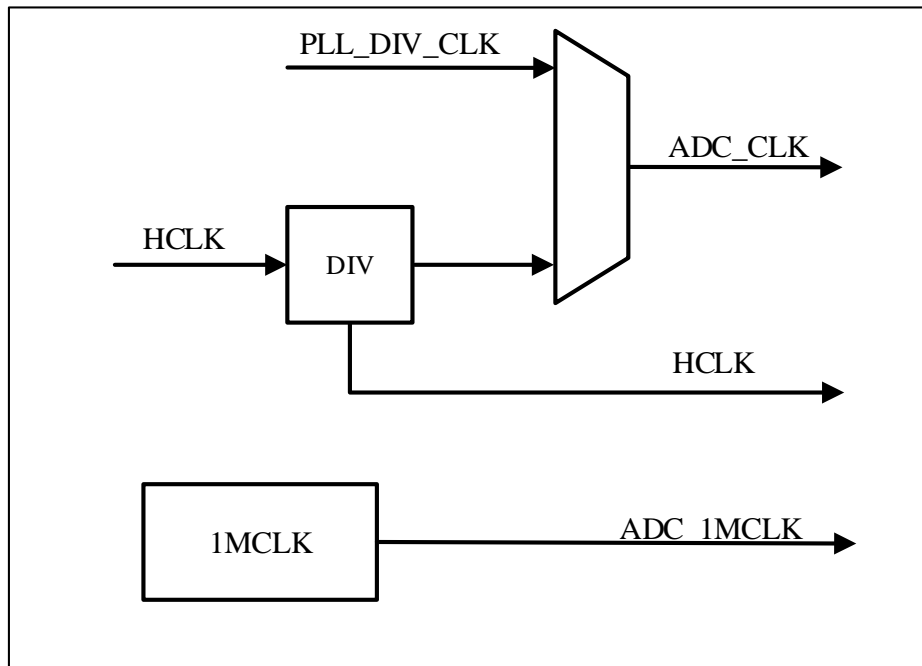 PLL_DIV_CLK
ADC_CLK
HCLK
DIV
HCLK
1MCLK
ADC_1MCLK